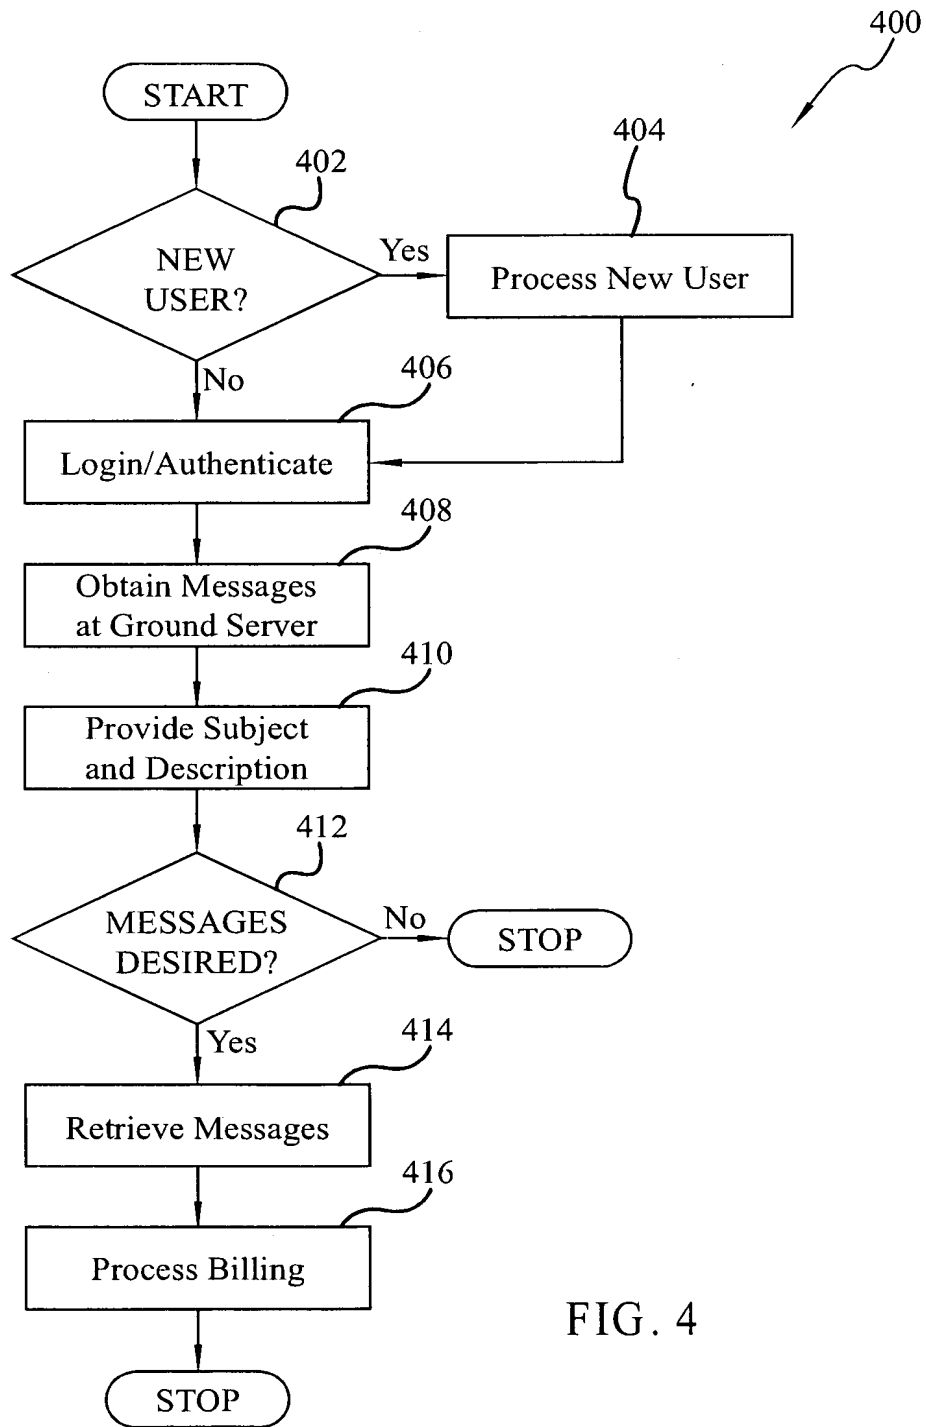 400
START
402
404
NEW
USER?
Yes
Process New User
No
406
Login/Authenticate
408
Obtain Messages
at Ground Server
410
Provide Subject
and Description
412
MESSAGES
DESIRED?
No
STOP
Yes
414
Retrieve Messages
416
Process Billing
FIG. 4
STOP